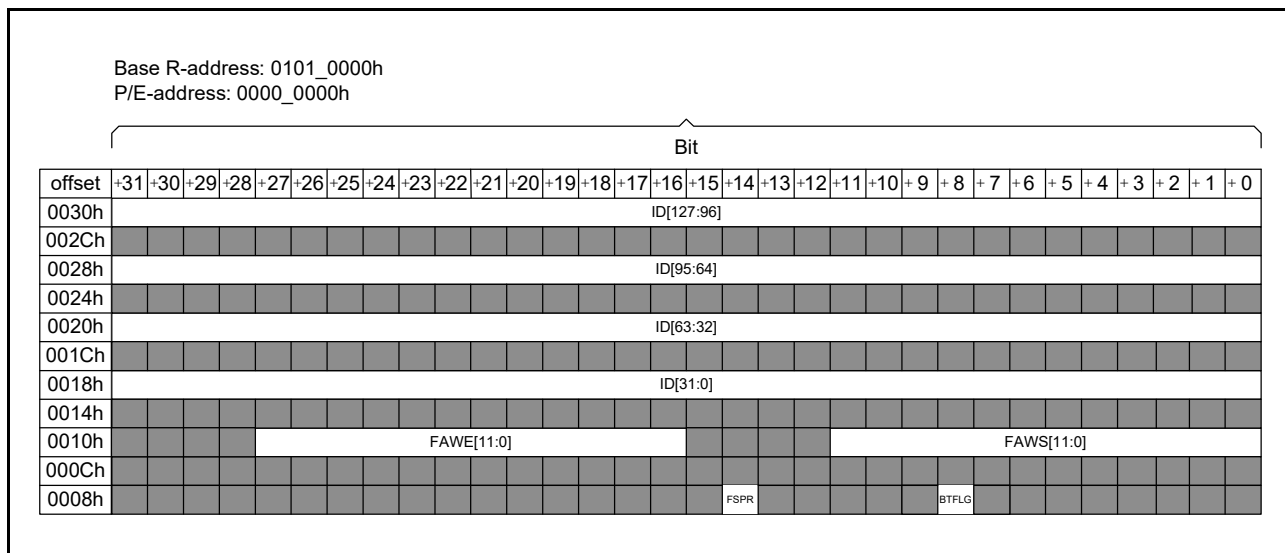 Base R-address: 0101_0000h
P/E-address: 0000_0000h
Bit
offset +31 +30 +29 +28 +27 +26 +25 +24 +23 +22 +21 +20 +19 +18 +17 +16 +15 +14 +13 +12 +11 +10 + 9 + 8 + 7 +6 + 5 + 4 + 3 + 2 + 1 + 0
0030h ID[127:96]
002Ch
0028h ID[95:64]
0024h
0020h ID[63:32]
001Ch
0018h ID[31:0]
0014h
0010h FAWE[11:0] FAWS[11:0]
000Ch
0008h FSPR BTFLG